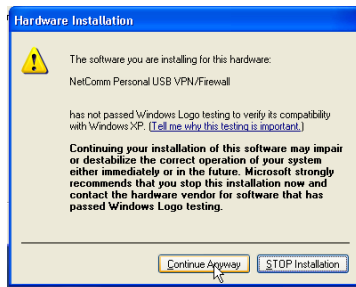 Hardware Installation
The software you are installing for this hardware:
NetComm Personal USB VPN/Firewall
has not passed Windows Logo testing to verify its compatibility
with Windows XP. (Tell me why this testing is important.)
Continuing your installation of this software may impair
or destabilize the correct operation of your system
either immediately or in the future. Microsoft strongly
recommends that you stop this installation now and
contact the hardware vendor for software that has
passed Windows Logo testing.
Continue Anyway STOP Installation